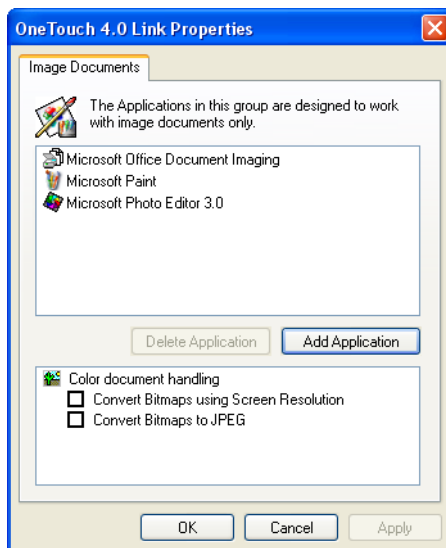 OneTouch 4.0 Link Properties
Image Documents
The Applications in this group are designed to work
with image documents only.
Microsoft Office Document Imaging
Microsoft Paint
Microsoft Photo Editor 3.0
Delete Application Add Application
Color document handling
Convert Bitmaps using Screen Resolution
Convert Bitmaps to JPEG
OK Cancel Apply